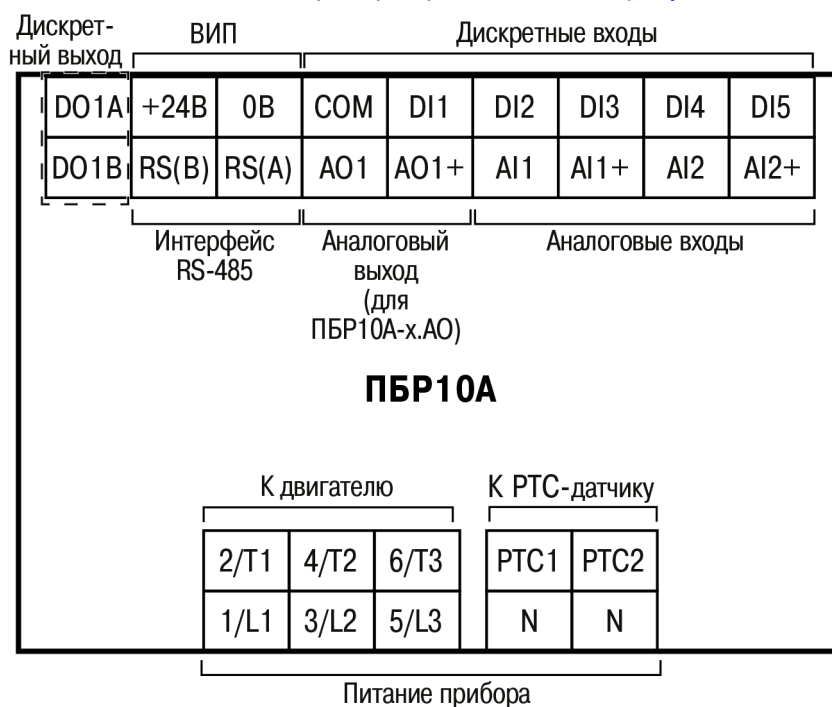 Дискрет-
ный выход
ВИП
Дискретные входы
DO1A +24В 0В COM DI1 DI2 DI3 DI4 DI5
DO1B RS(B) RS(A) AO1 AO1+ AI1 AI1+ AI2 AI2+
Интерфейс
RS-485
Аналоговый
выход
(для
ПБР10А-х.АО)
Аналоговые входы
ПБР10А
К двигателю
К РТС-датчику
2/T1 4/T2 6/T3 PTC1 PTC2
1/L1 3/L2 5/L3 N N
Питание прибора